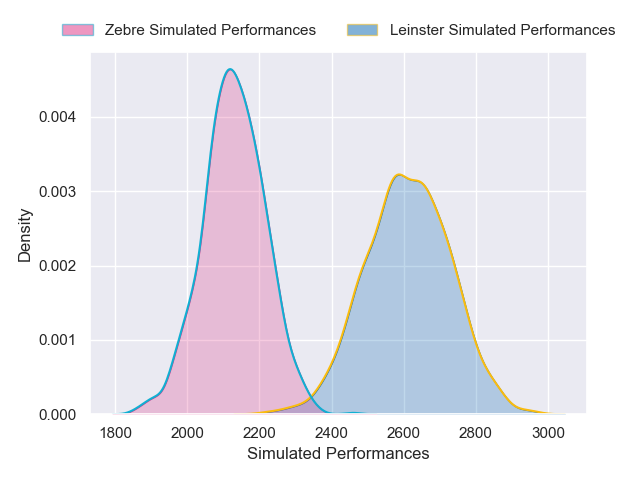 Zebre Simulated Performances Leinster Simulated Performances
0.004
0.003
0.002
0.001
0.000
Density
1800 2000 2200 2400 2600 2800 3000
Simulated Performances